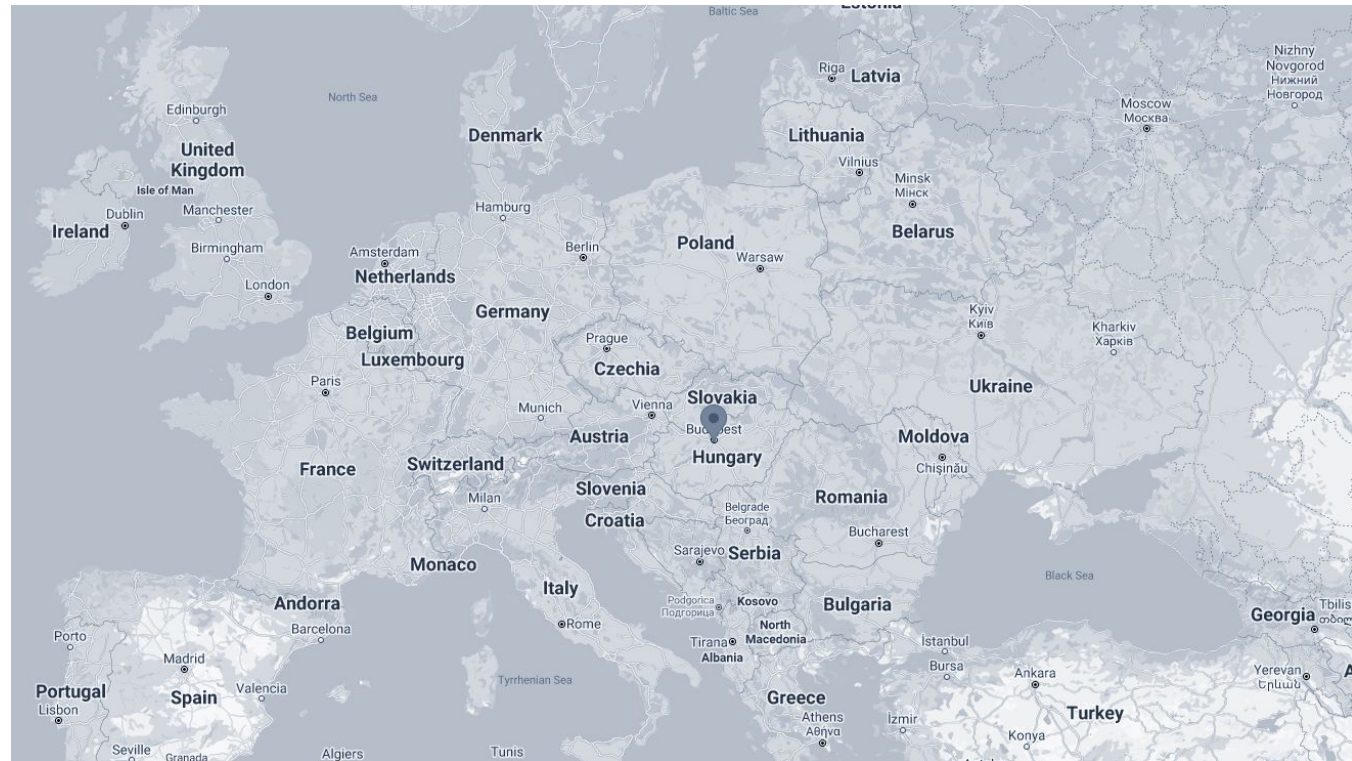 Baltic Sea
Estonia
Nizhny
Novgorod
Нижний
Новгород
Riga
Latvia
North Sea
Edinburgh
Moscow
Москва
Denmark
Lithuania
United
Kingdom
Vilnius
Isle of Man
Minsk
Мінск
Dublin
Manchester
Hamburg
Ireland
Belarus
Birmingham
Amsterdam
Berlin
Poland
Warsaw
Netherlands
London
Germany
Kyiv
Київ
Belgium
Kharkiv
Харків
Luxembourg
Prague
Czechia
Paris
Ukraine
Slovakia
Munich
Vienna
Austria
Moldova
Hungary
Switzerland
Chișinău
France
Milan
Slovenia
Romania
Croatia
Belgrade
Београд
Bucharest
Sarajevo
Serbia
Monaco
Black Sea
Italy
Andorra
Podgorica
Подгорица
Kosovo
Bulgaria
Georgia
Barcelona
Rome
North
Macedonia
Porto
Tirana
İstanbul
Albania
Madrid
Bursa
Ankara
Yerevan
Երևան
Tyrrhenian Sea
Portugal
Spain
Valencia
Greece
Lisbon
Athens
Αθήνα
İzmir
Turkey
Konya
Seville
Granada
Algiers
Tunis